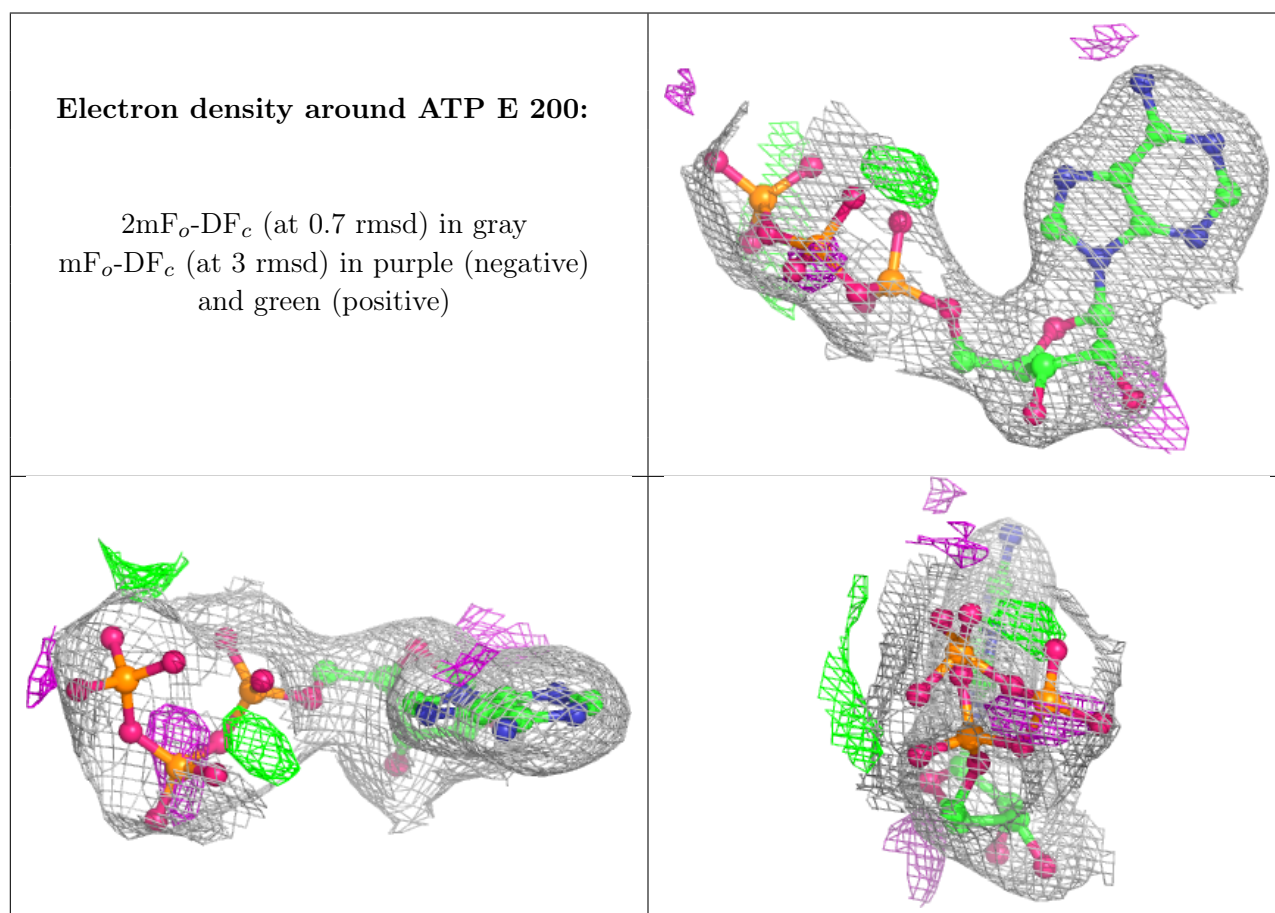 Electron density around ATP E 200:
2mFₒ-DF𝑐 (at 0.7 rmsd) in gray
mFₒ-DF𝑐 (at 3 rmsd) in purple (negative)
and green (positive)